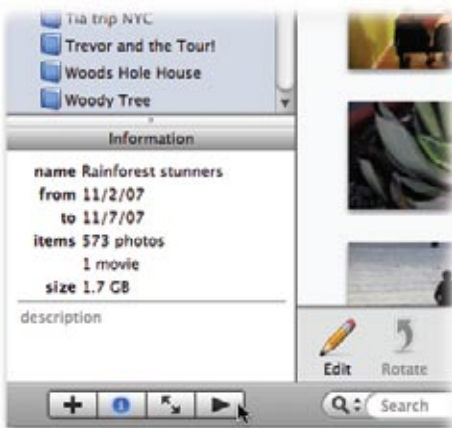 Tia trip NYC
Trevor and the Tour!
Woods Hole House
Woody Tree
Information
name Rainforest stunners
from 11/2/07
to 11/7/07
items 573 photos
1 movie
size 1.7 GB
description
Edit
Rotate
Search